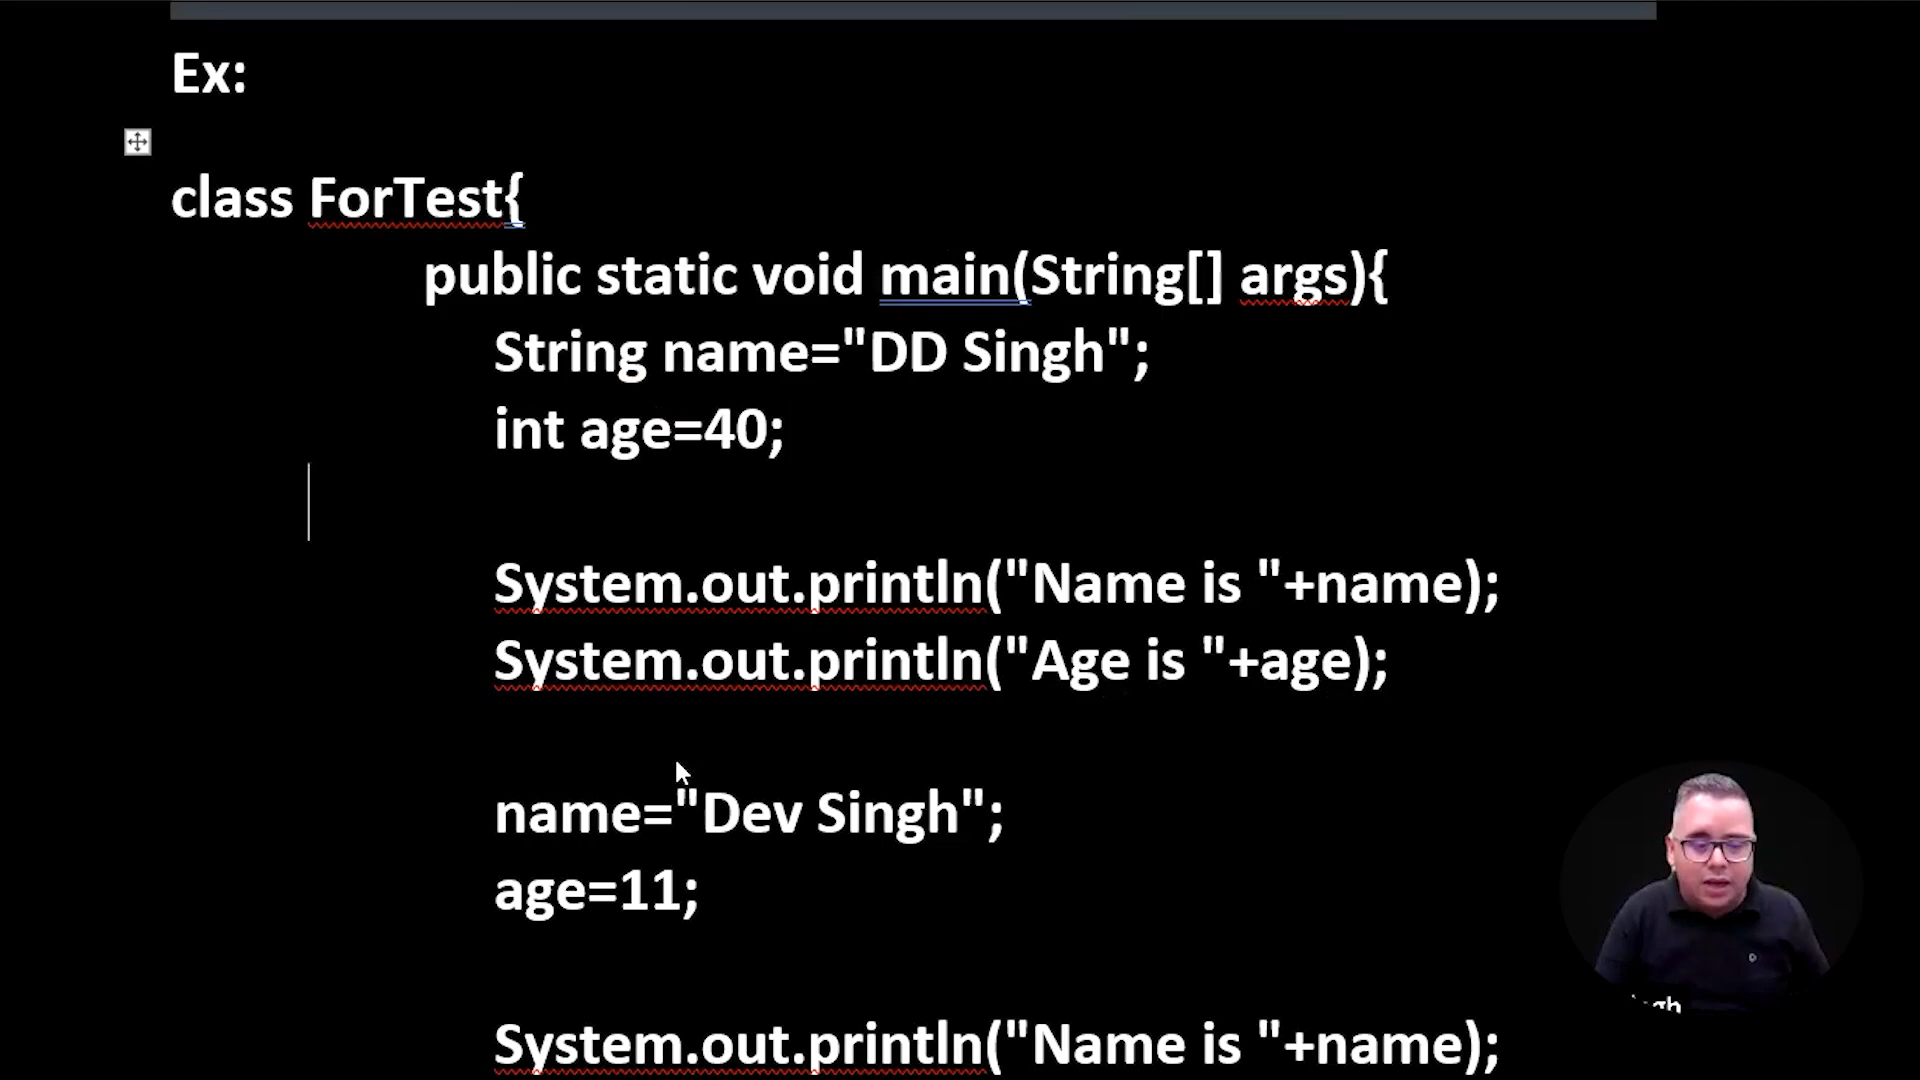 Ex:
class ForTest{
public static void main(String[] args){
String name="DD Singh";
int age=40;
System.out.println("Name is "+name);
System.out.println("Age is "+age);
name="Dev Singh";
age=11;
System.out.println("Name is "+name);